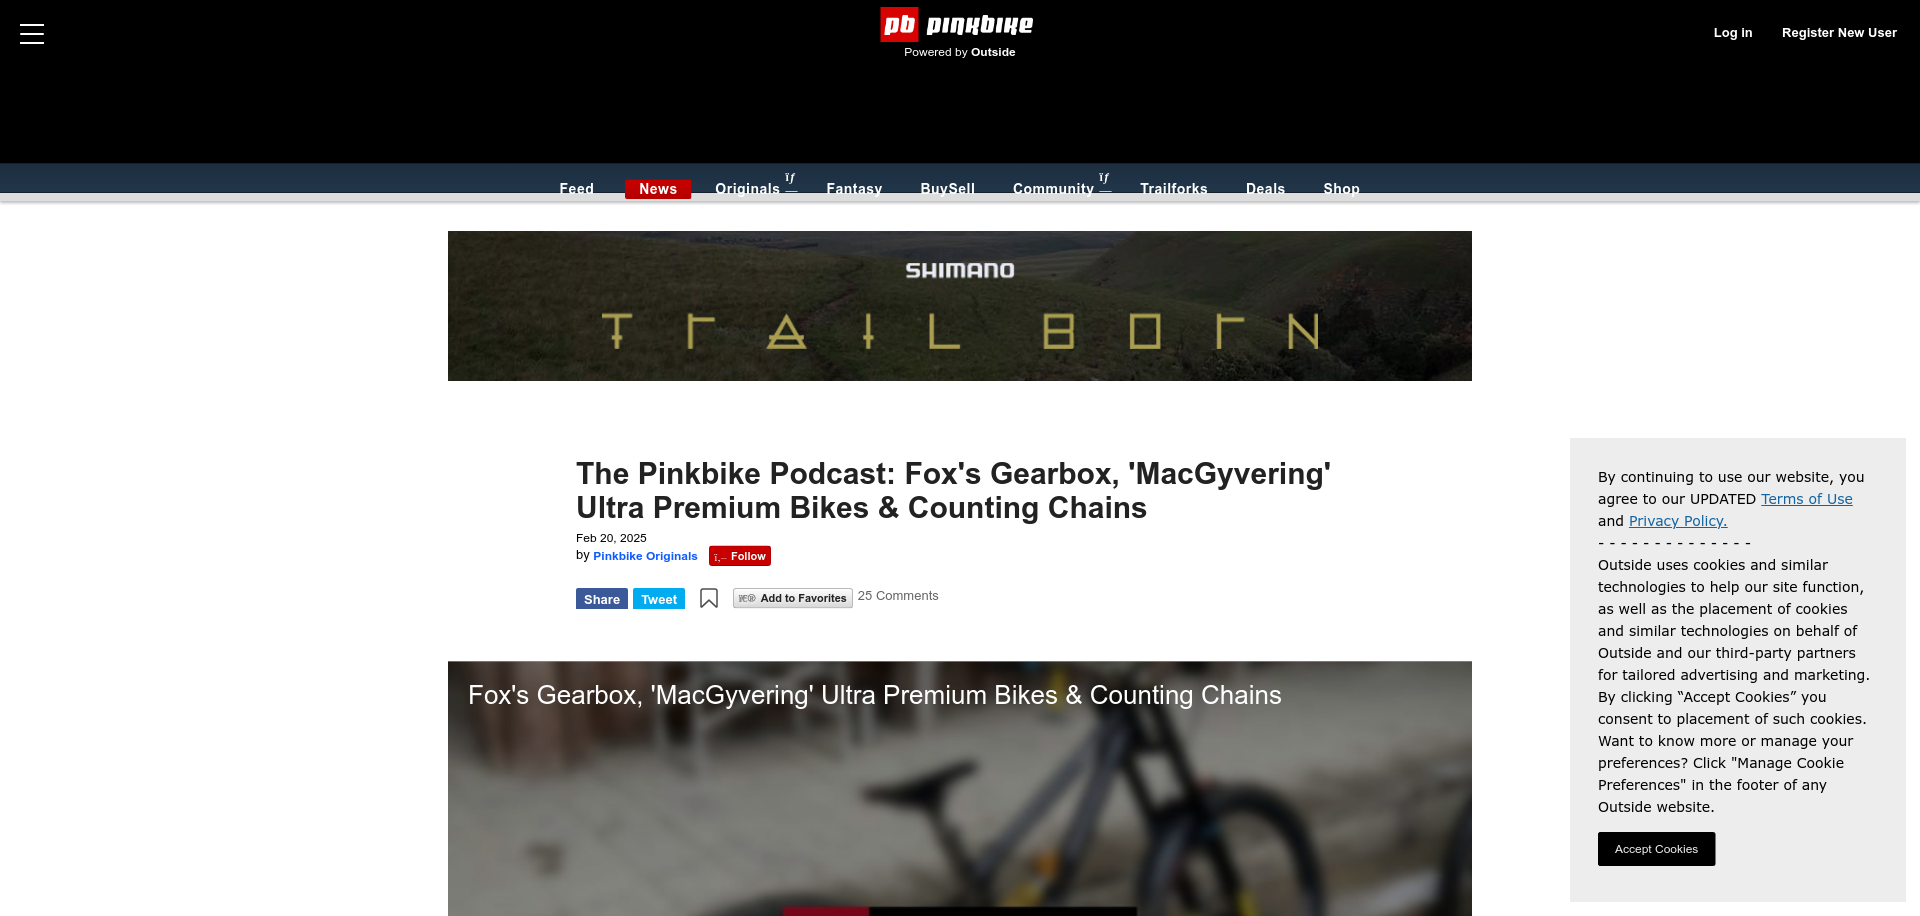 pb pinkbike
Powered by Outside
Log in
Register New User
Feed
News
Originals
Fantasy
BuySell
Community
Trailforks
Deals
Shop
SHIMANO
TRAIL BORN
The Pinkbike Podcast: Fox's Gearbox, 'MacGyvering'
Ultra Premium Bikes & Counting Chains
Feb 20, 2025
by Pinkbike Originals
Follow
Share
Tweet
Add to Favorites
25 Comments
Fox's Gearbox, 'MacGyvering' Ultra Premium Bikes & Counting Chains
By continuing to use our website, you
agree to our UPDATED Terms of Use
and Privacy Policy.
- - - - - - - - - - - - - -
Outside uses cookies and similar
technologies to help our site function,
as well as the placement of cookies
and similar technologies on behalf of
Outside and our third-party partners
for tailored advertising and marketing.
By clicking “Accept Cookies” you
consent to placement of such cookies.
Want to know more or manage your
preferences? Click "Manage Cookie
Preferences" in the footer of any
Outside website.
Accept Cookies